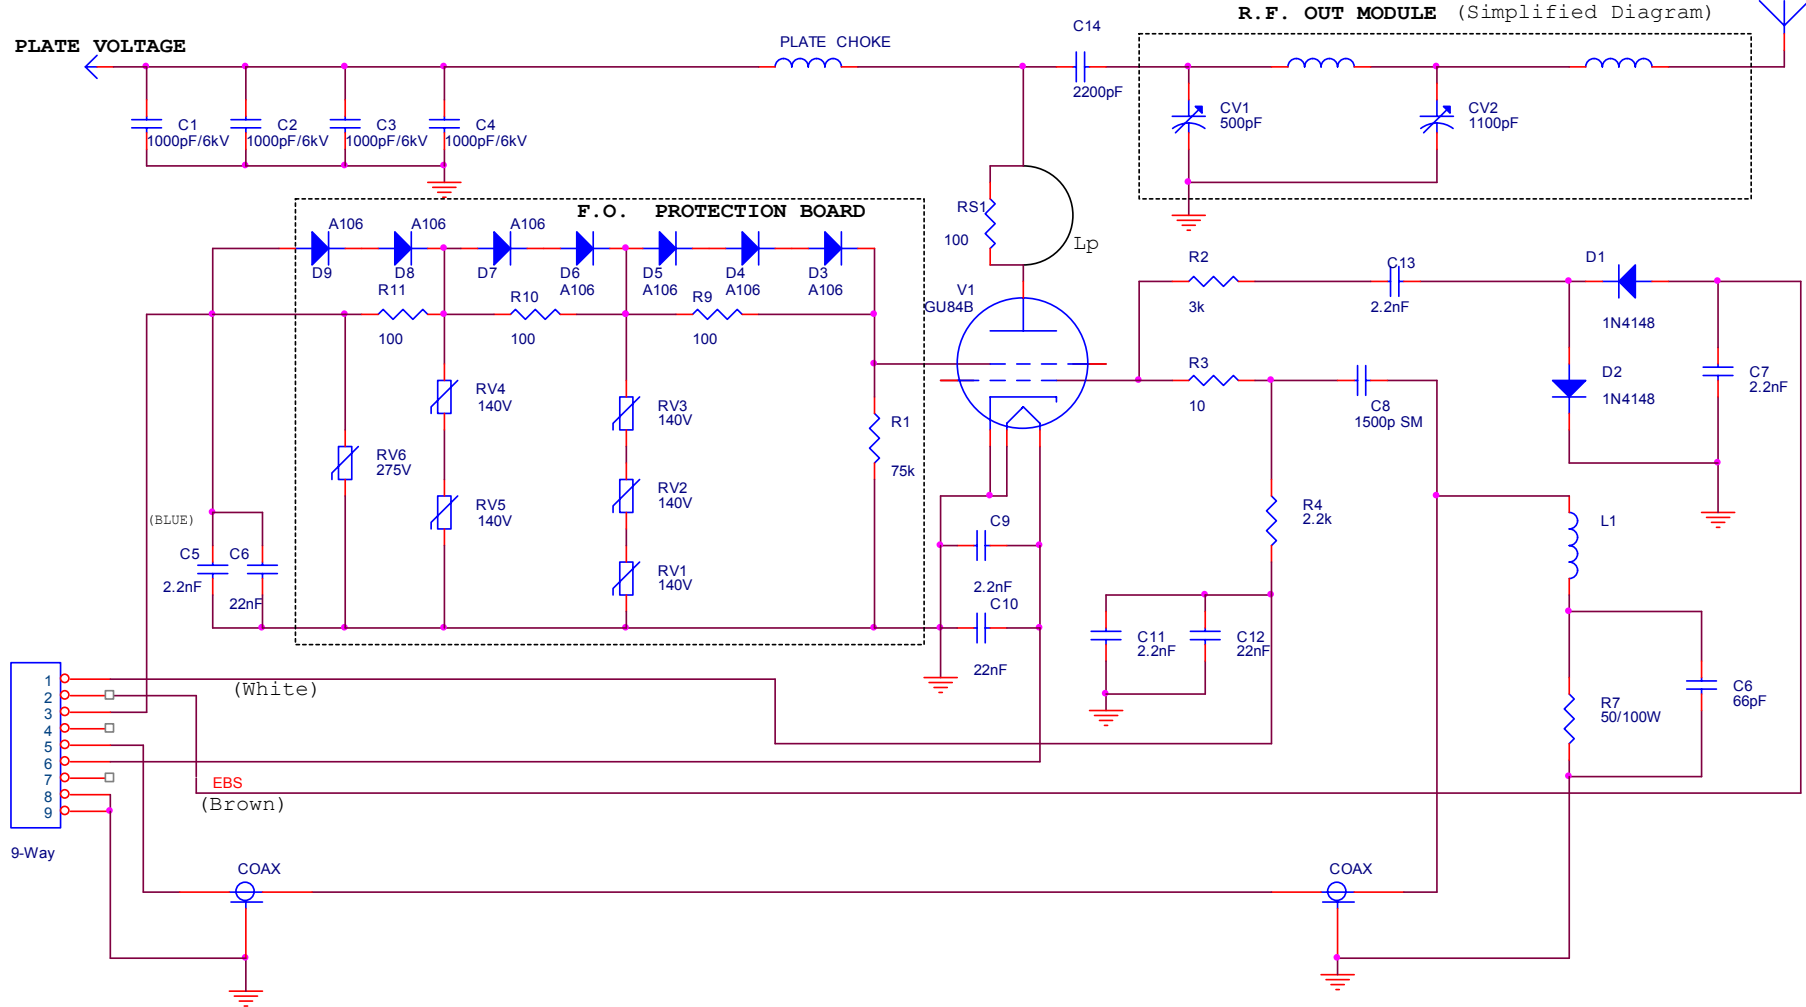 R.F. OUT MODULE (Simplified Diagram)
PLATE VOLTAGE
PLATE CHOKE
C14
2200pF
C1
1000pF/6kV
C2
1000pF/6kV
C3
1000pF/6kV
C4
1000pF/6kV
CV1
500pF
CV2
1100pF
F.O. PROTECTION BOARD
A106
A106
A106
D9
D8
D7
D6
A106
D5
A106
D4
A106
D3
A106
RS1
100
Lp
R11
100
R10
100
R9
100
V1
GU84B
R2
3k
C13
2.2nF
D1
1N4148
R3
10
C8
1500p SM
D2
1N4148
C7
2.2nF
RV4
140V
RV3
140V
R1
75k
RV6
275V
RV5
140V
RV2
140V
RV1
140V
(BLUE)
C5
2.2nF
C6
22nF
C9
2.2nF
C10
22nF
R4
2.2k
L1
C11
2.2nF
C12
22nF
R7
50/100W
C6
66pF
1
2
3
4
5
6
7
8
9
9-Way
(White)
EBS
(Brown)
COAX
COAX